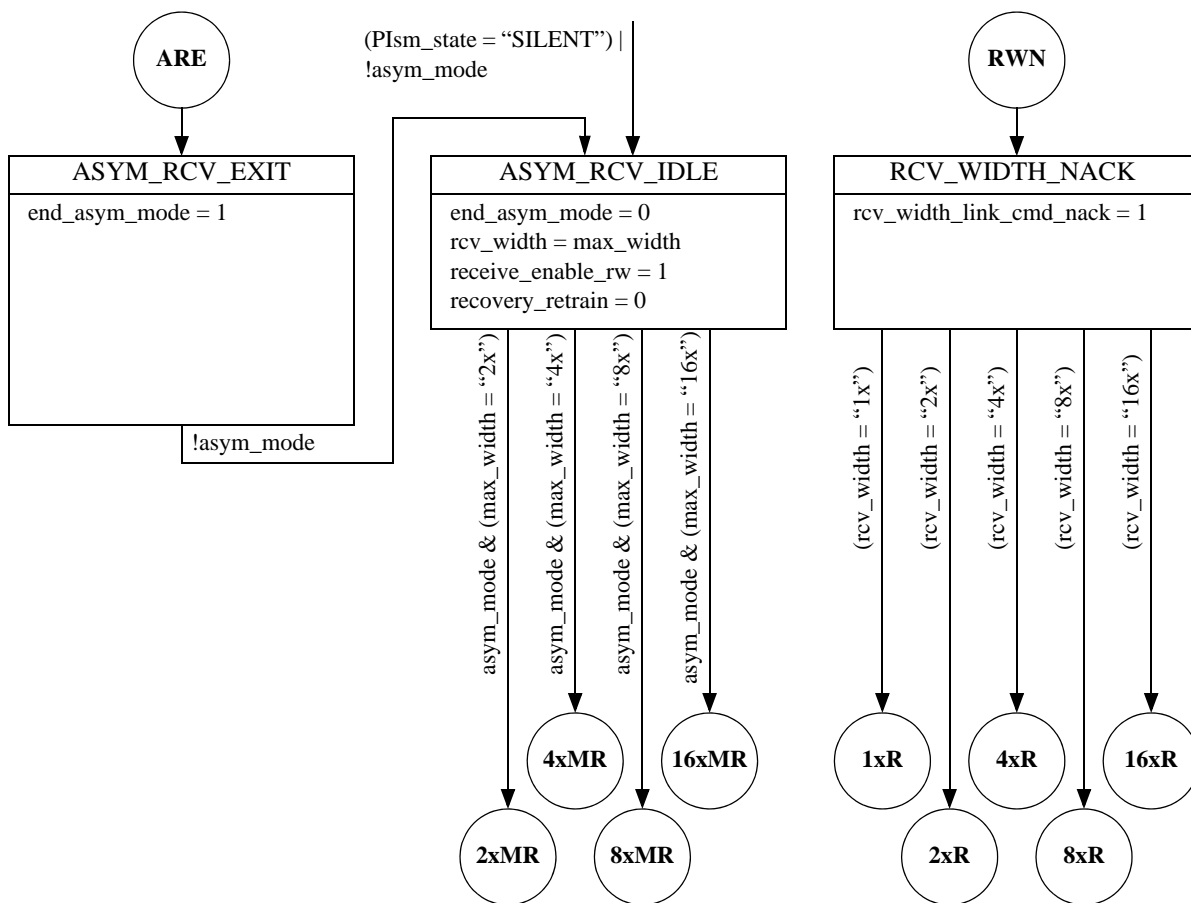 ARE
(PIsm_state = “SILENT”) |
!asym_mode
RWN
ASYM_RCV_EXIT
end_asym_mode = 1
!asym_mode
ASYM_RCV_IDLE
end_asym_mode = 0
rcv_width = max_width
receive_enable_rw = 1
recovery_retrain = 0
RCV_WIDTH_NACK
rcv_width_link_cmd_nack = 1
asym_mode & (max_width = “2x”)
asym_mode & (max_width = “4x”)
asym_mode & (max_width = “8x”)
asym_mode & (max_width = “16x”)
(rcv_width = “1x”)
(rcv_width = “2x”)
(rcv_width = “4x”)
(rcv_width = “8x”)
(rcv_width = “16x”)
4xMR
16xMR
1xR
4xR
16xR
2xMR
8xMR
2xR
8xR